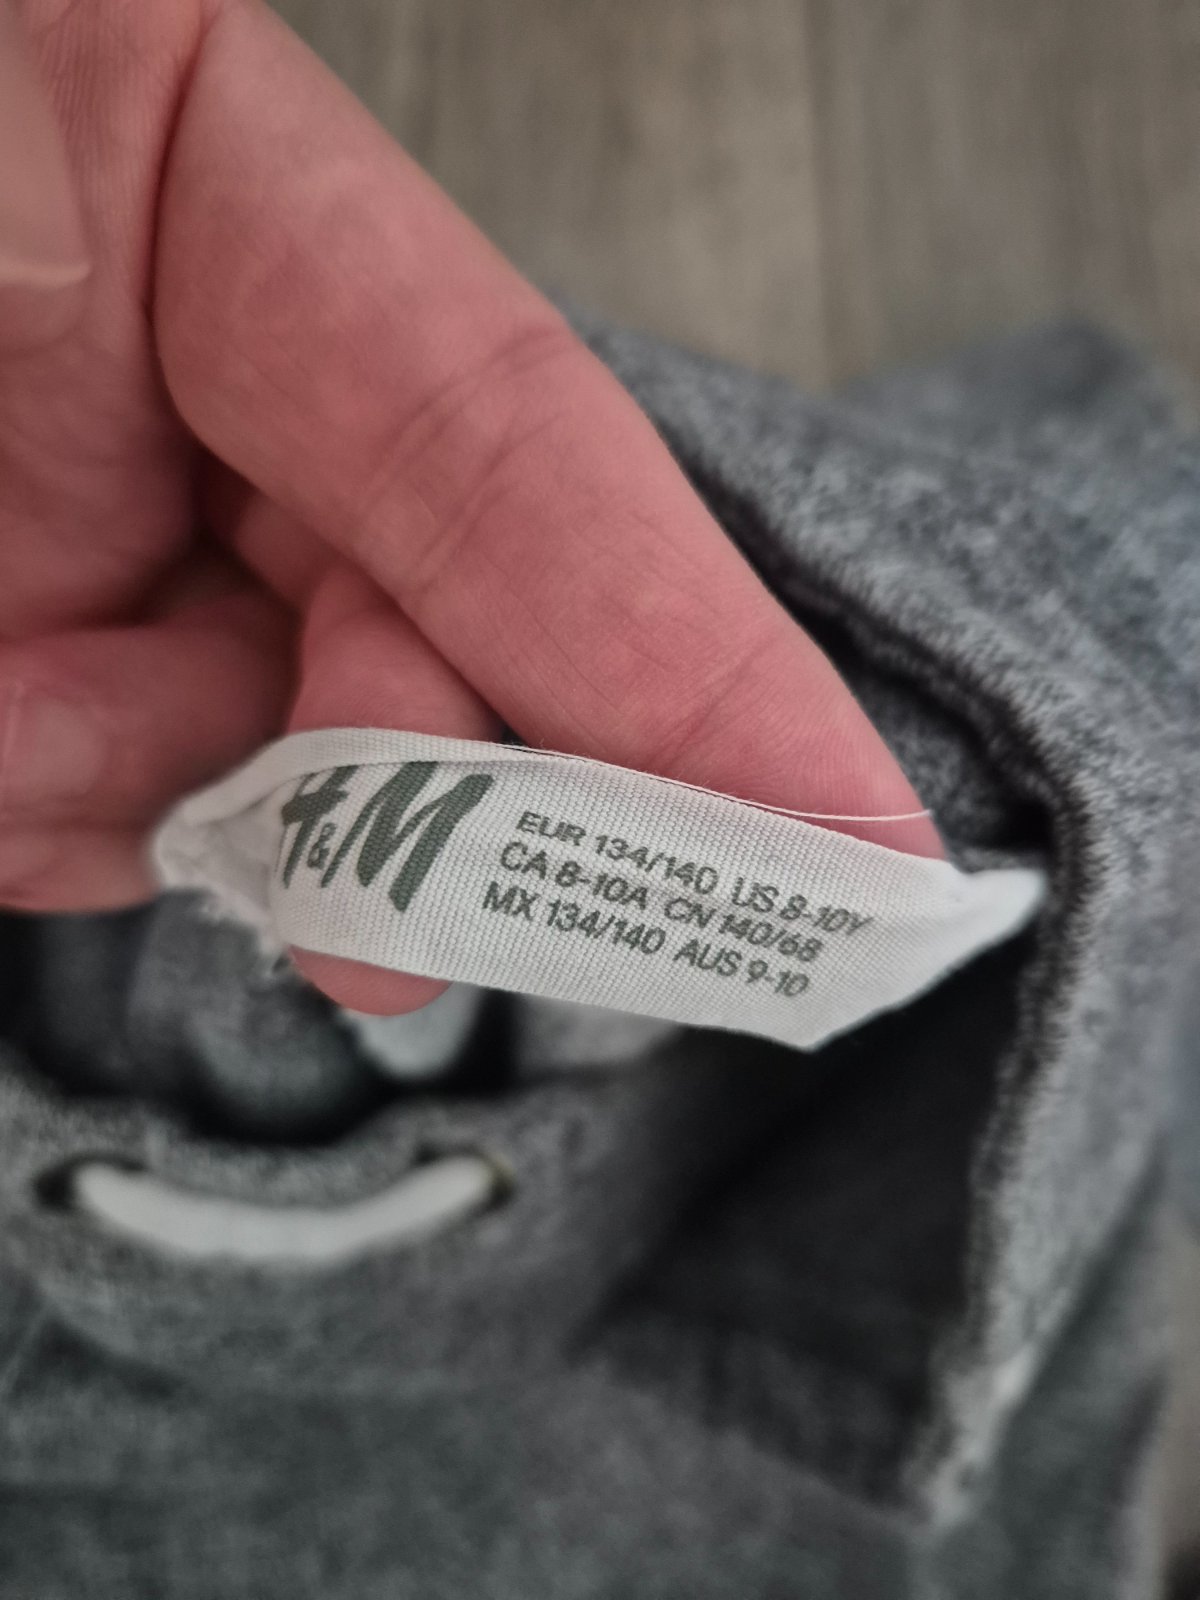 H&M
EUR 134/140 US 8-10Y
CA 8-10A CN 140/68
MX 134/140 AUS 9-10